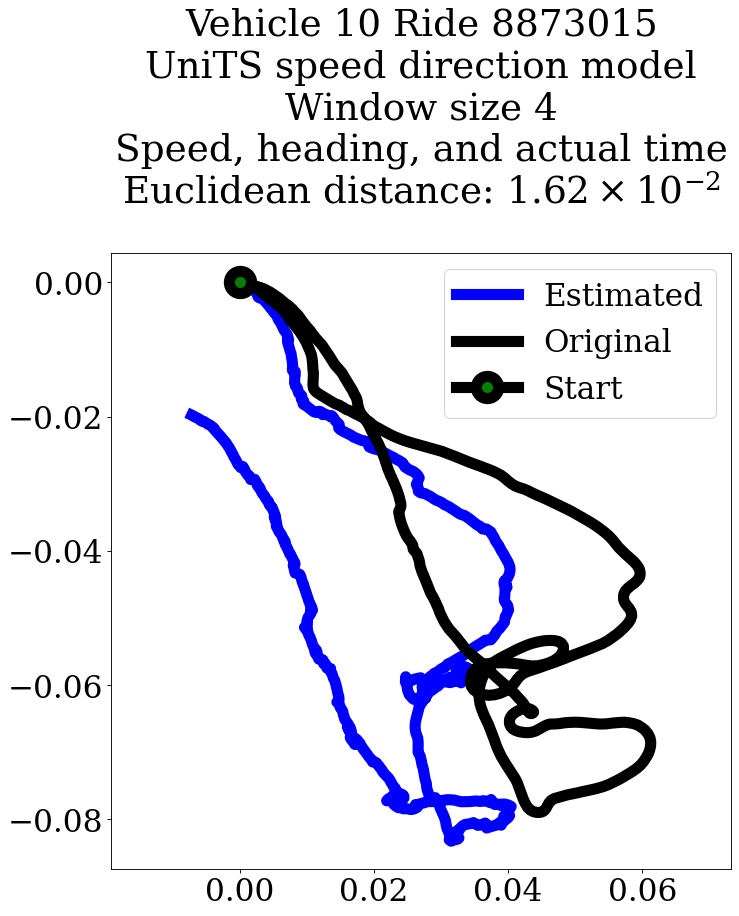 Vehicle 10 Ride 8873015
UniTS speed direction model
Window size 4
Speed, heading, and actual time
Euclidean distance: 1.62 × 10⁻²
Estimated
Original
Start
0.00
−0.02
−0.04
−0.06
−0.08
0.00 0.02 0.04 0.06